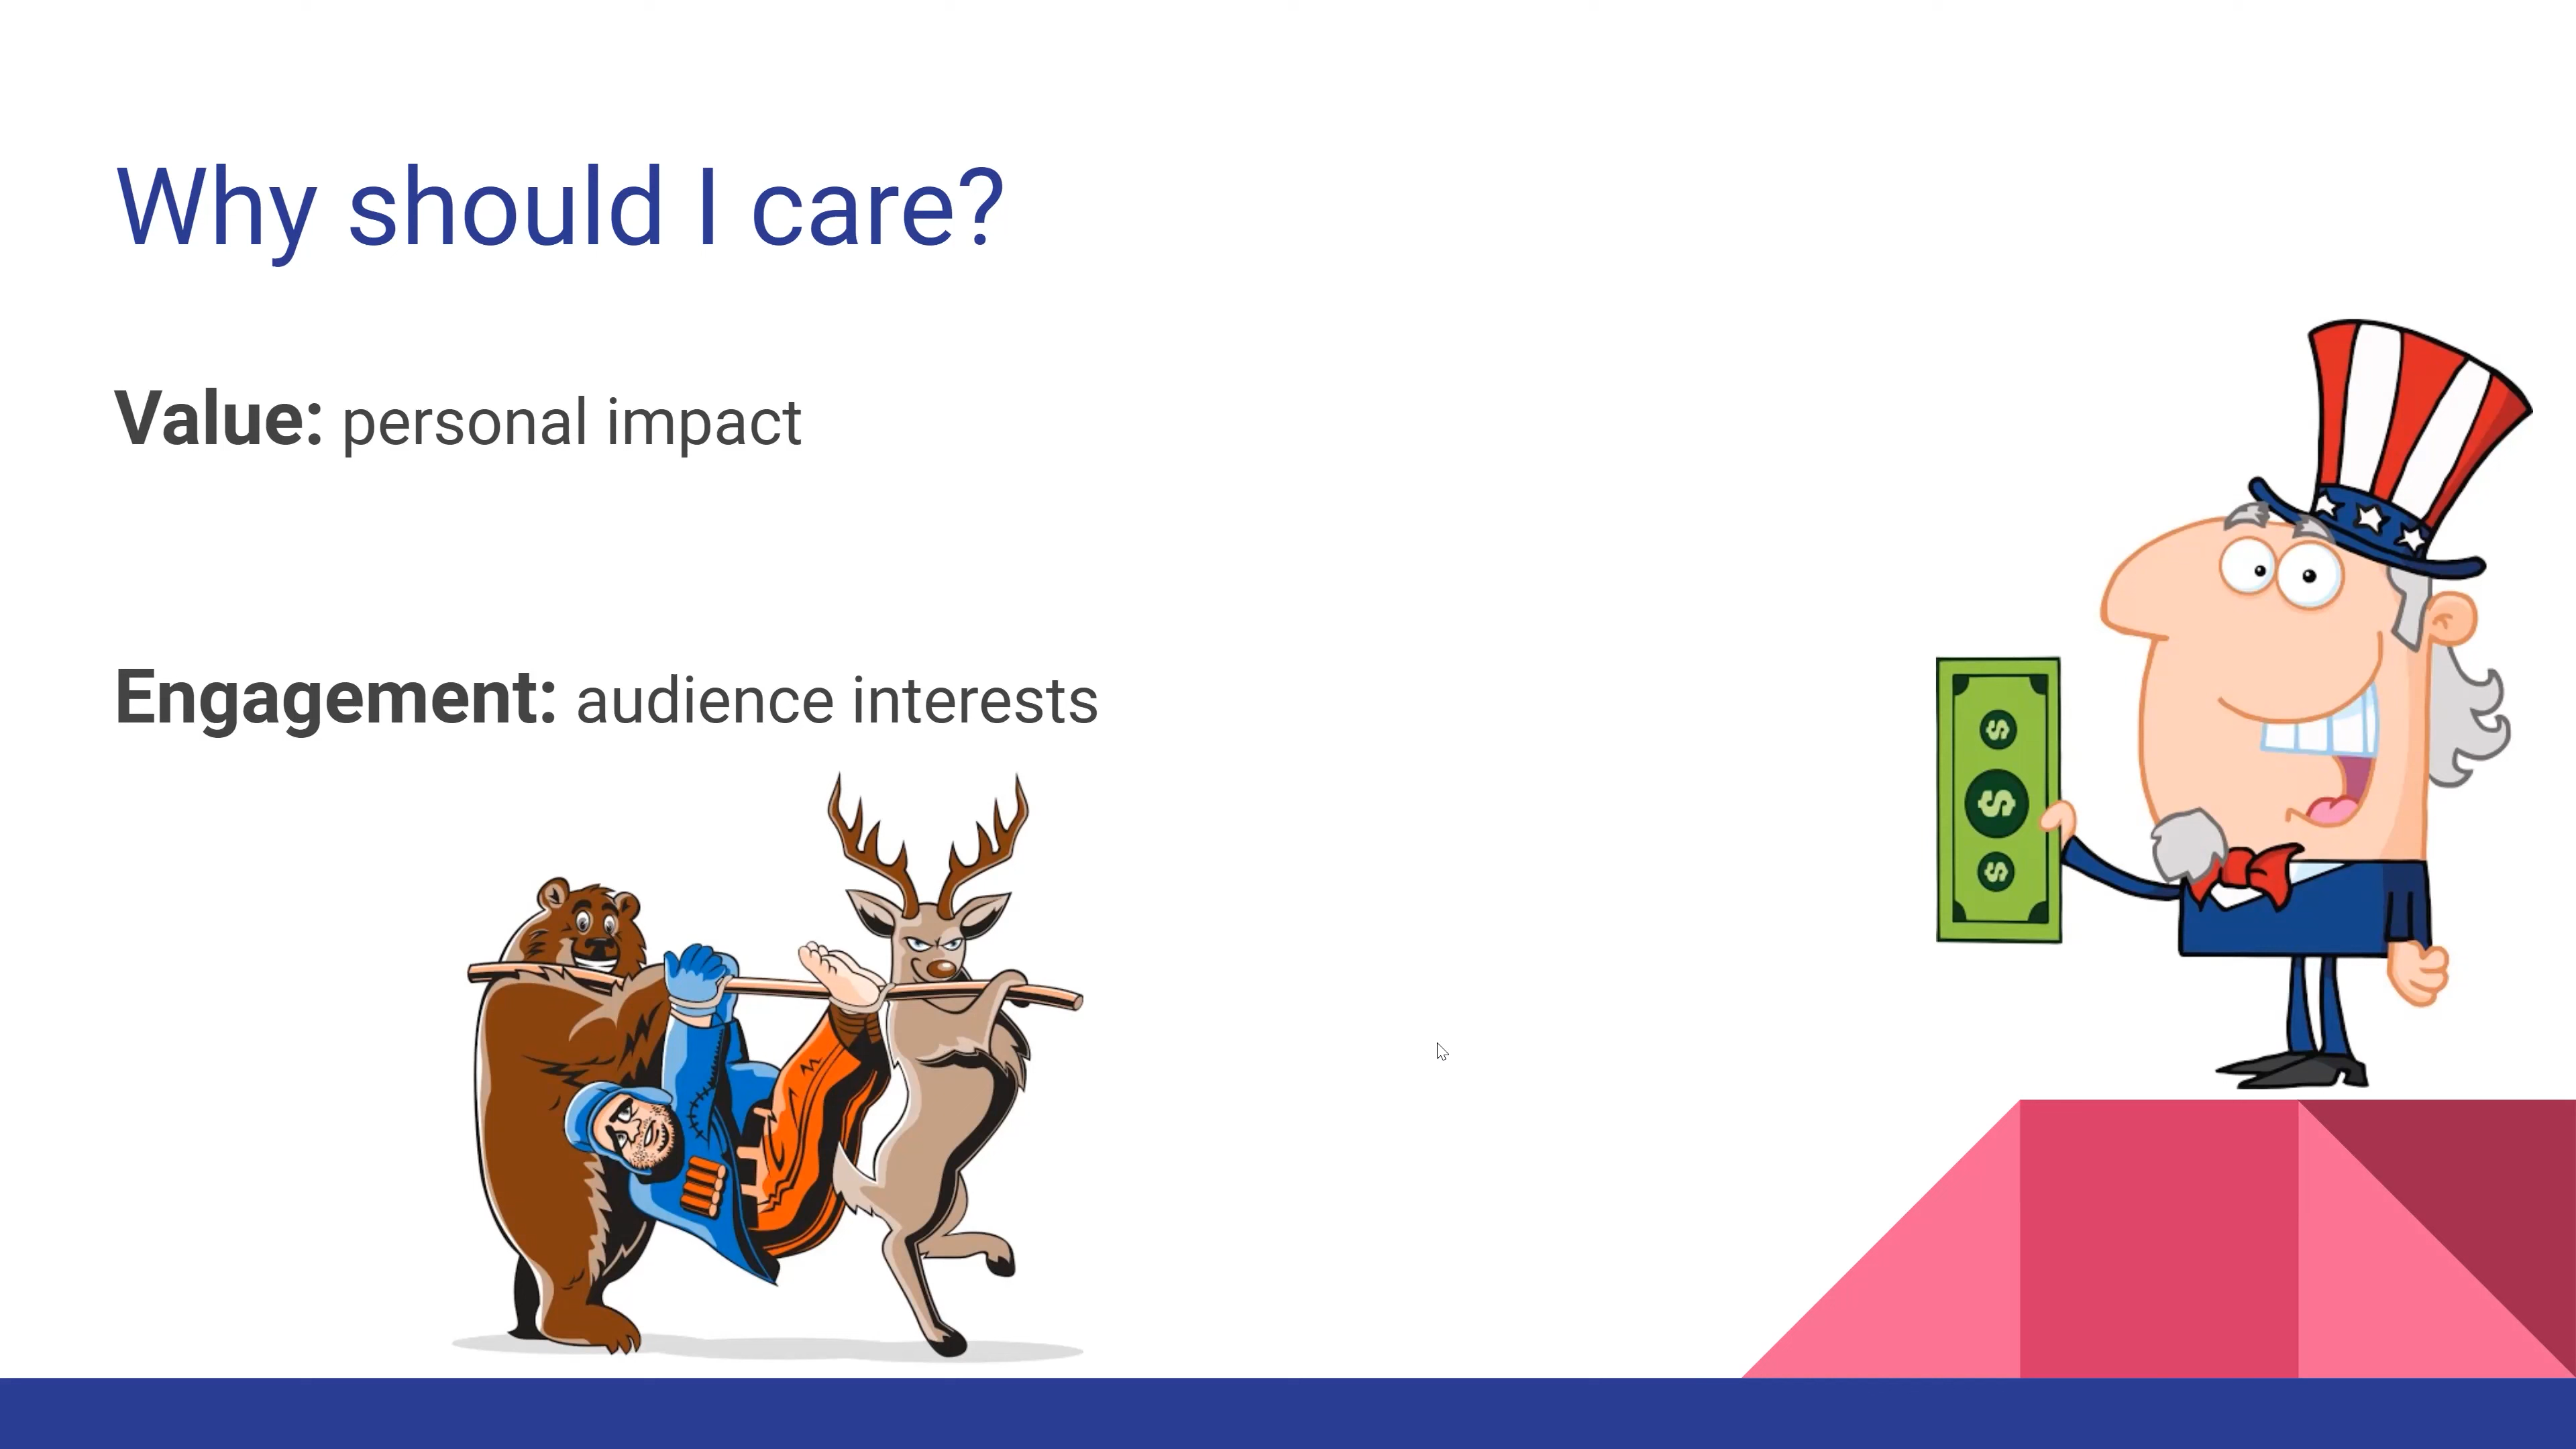 Why should I care?
Value: personal impact
Engagement: audience interests
$
$
$